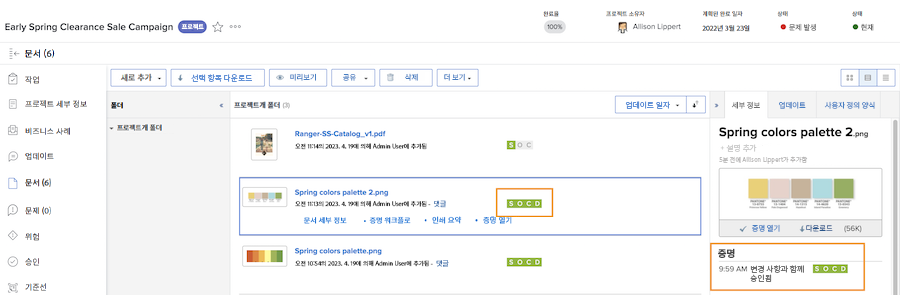 완료율
프로젝트 소유자
계획된 완료 일자
상태
상태
Early Spring Clearance Sale Campaign 프로젝트
100%
Allison Lippert
2022년 3월 23일
문제 발생
현재
문서 (6)
작업
프로젝트 세부 정보
비즈니스 사례
업데이트
문서 (6)
문제 (0)
위험
승인
기준선
새로 추가
선택 항목 다운로드
미리보기
공유
삭제
더 보기
폴더
프로젝트계 폴더
프로젝트계 폴더 (3)
업데이트 일자
Ranger-SS-Catalog_v1.pdf
오전 11:14의 2023. 4. 19에 의해 Admin User에 추가됨
S O C
Spring colors palette 2.png
오전 11:13의 2023. 4. 19에 의해 Admin User에 추가됨 - 댓글
S O C D
문서 세부 정보 • 증명 워크플로 • 인쇄 요약 • 증명 열기
Spring colors palette.png
오전 10:54의 2023. 4. 19에 의해 Admin User에 추가됨 - 댓글
S O C D
세부 정보
업데이트
사용자 정의 양식
Spring colors palette 2.png
• 설명 추가
5분 전에 Allison Lippert가 추가함
증명 열기
다운로드 (56K)
증명
9:59 AM 변경 사항과 함께 승인됨
S O C D